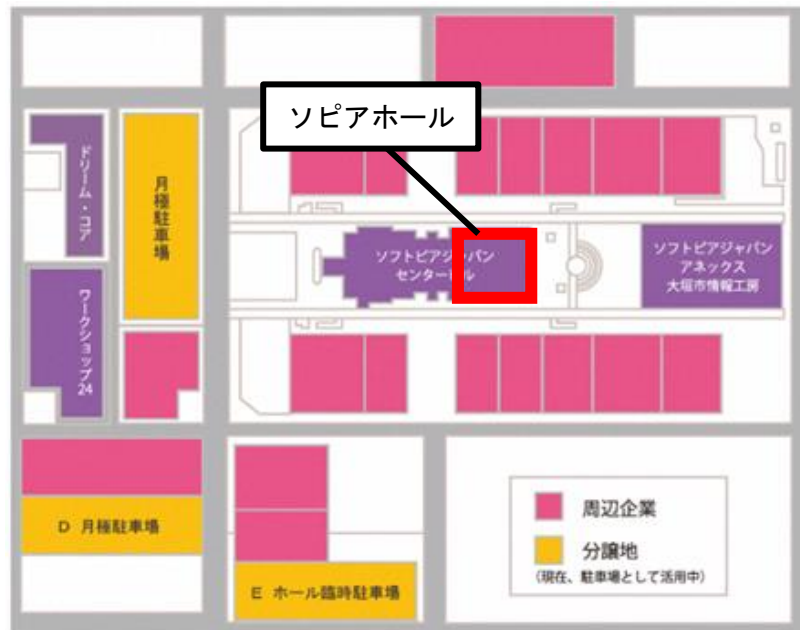 ソピアホール
ドリーム・コア
月極駐車場
ソフトピアジャパン
センタービル
ソフトピアジャパン
アネックス
大垣市情報工房
ワークショップ24
D 月極駐車場
E ホール臨時駐車場
周辺企業
分譲地
(現在、駐車場として活用中)